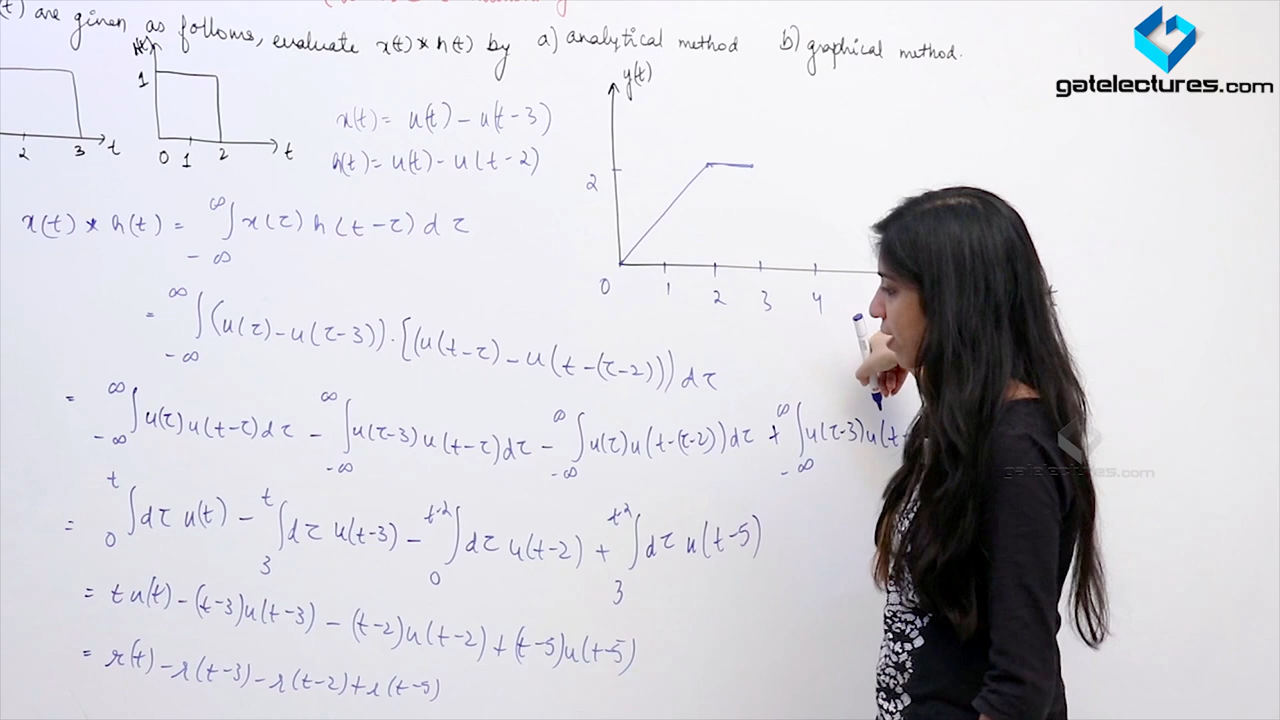 (t) are given as follows, evaluate x(t) * h(t) by a) analytical method b) graphical method.
gatelectures.com
h(t)
1
0 1 2 t
2 3 t
x(t) = u(t) - u(t-3)
h(t) = u(t) - u(t-2)
y(t)
2
0 1 2 3 4
x(t) * h(t) = ∫_{-∞}^{∞} x(τ) h(t-τ) dτ
= ∫_{-∞}^{∞} (u(τ) - u(τ-3)) · [(u(t-τ) - u(t-(τ-2))) dτ
= ∫_{-∞}^{∞} u(τ) u(t-τ) dτ - ∫_{-∞}^{∞} u(τ-3) u(t-τ) dτ - ∫_{-∞}^{∞} u(τ) u(t-(τ-2)) dτ + ∫_{-∞}^{∞} u(τ-3) u(t-
gatelectures.com
= ∫_{0}^{t} dτ u(t) - ∫_{3}^{t} dτ u(t-3) - ∫_{0}^{t-2} dτ u(t-2) + ∫_{3}^{t-2} dτ u(t-5)
= t u(t) - (t-3)u(t-3) - (t-2)u(t-2) + (t-5)u(t-5)
= r(t) - r(t-3) - r(t-2) + r(t-5)